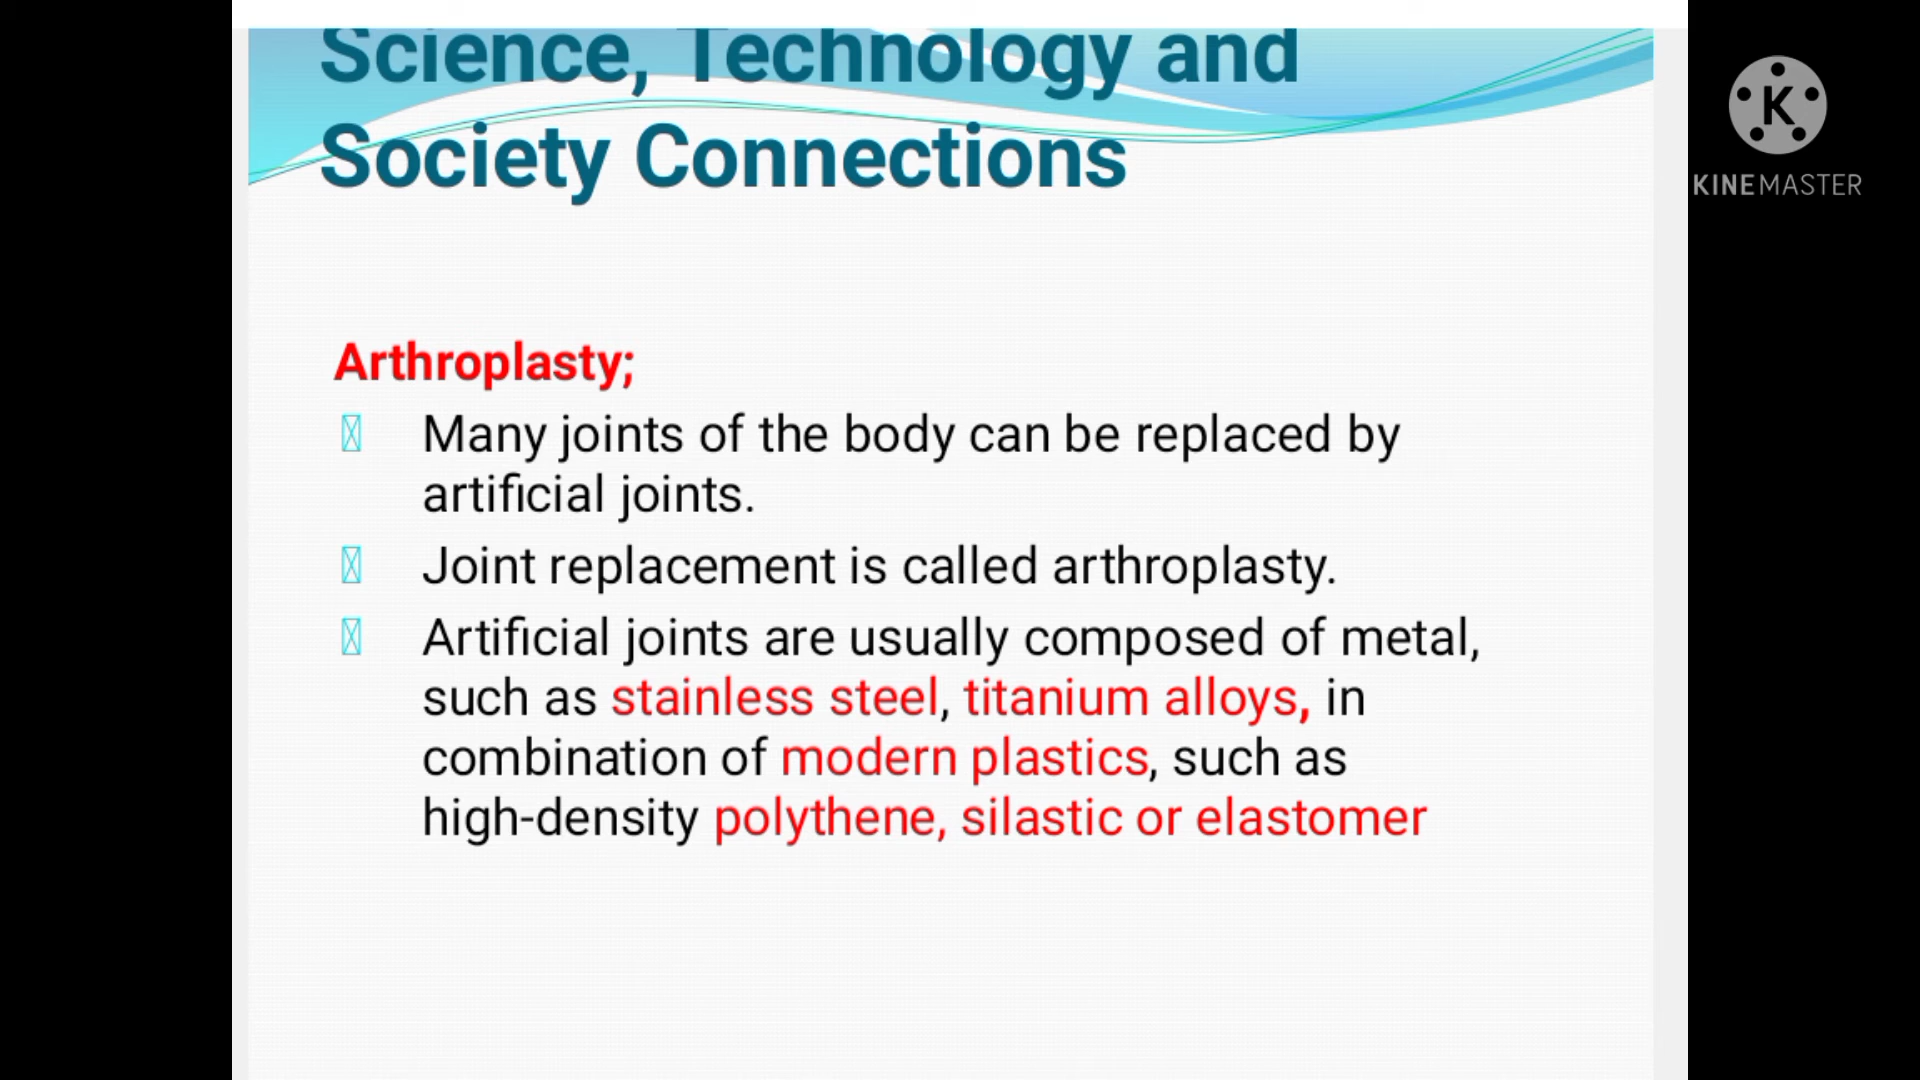 Science, Technology and
Society Connections
Arthroplasty;
Many joints of the body can be replaced by
artificial joints.
Joint replacement is called arthroplasty.
Artificial joints are usually composed of metal,
such as stainless steel, titanium alloys, in
combination of modern plastics, such as
high-density polythene, silastic or elastomer
K
KINEMASTER